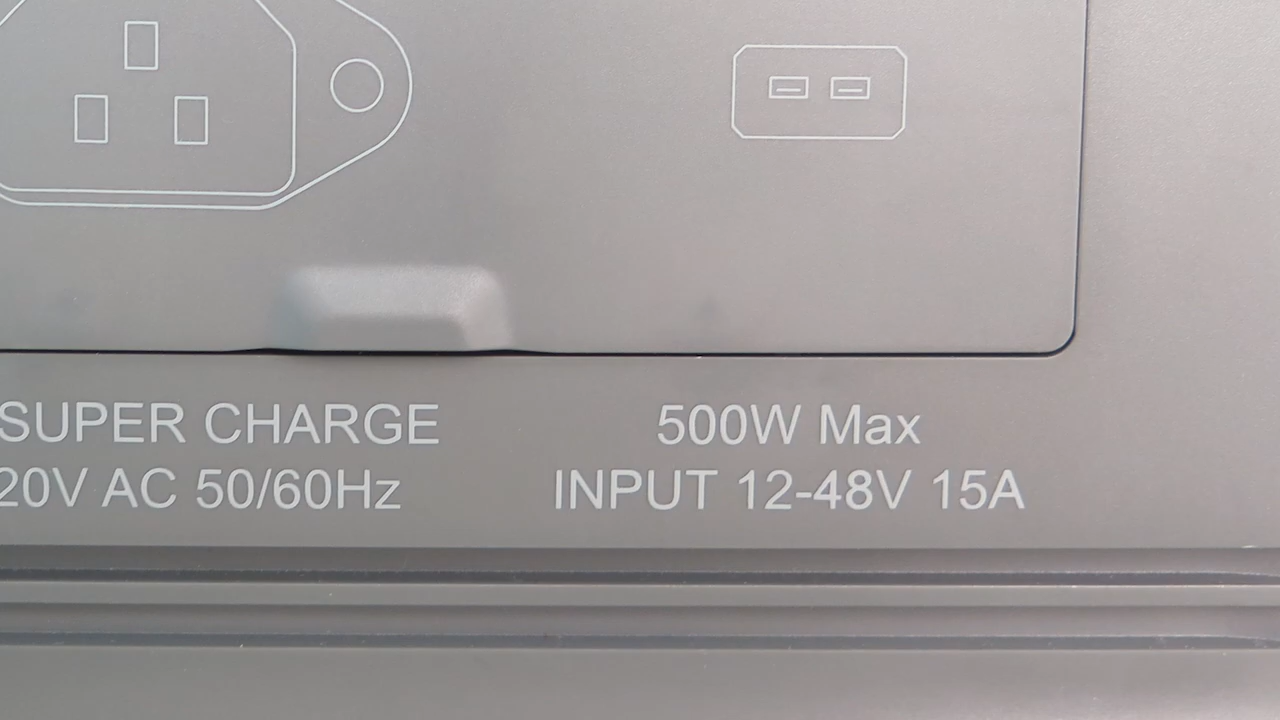 SUPER CHARGE
20V AC 50/60Hz
500W Max
INPUT 12-48V 15A